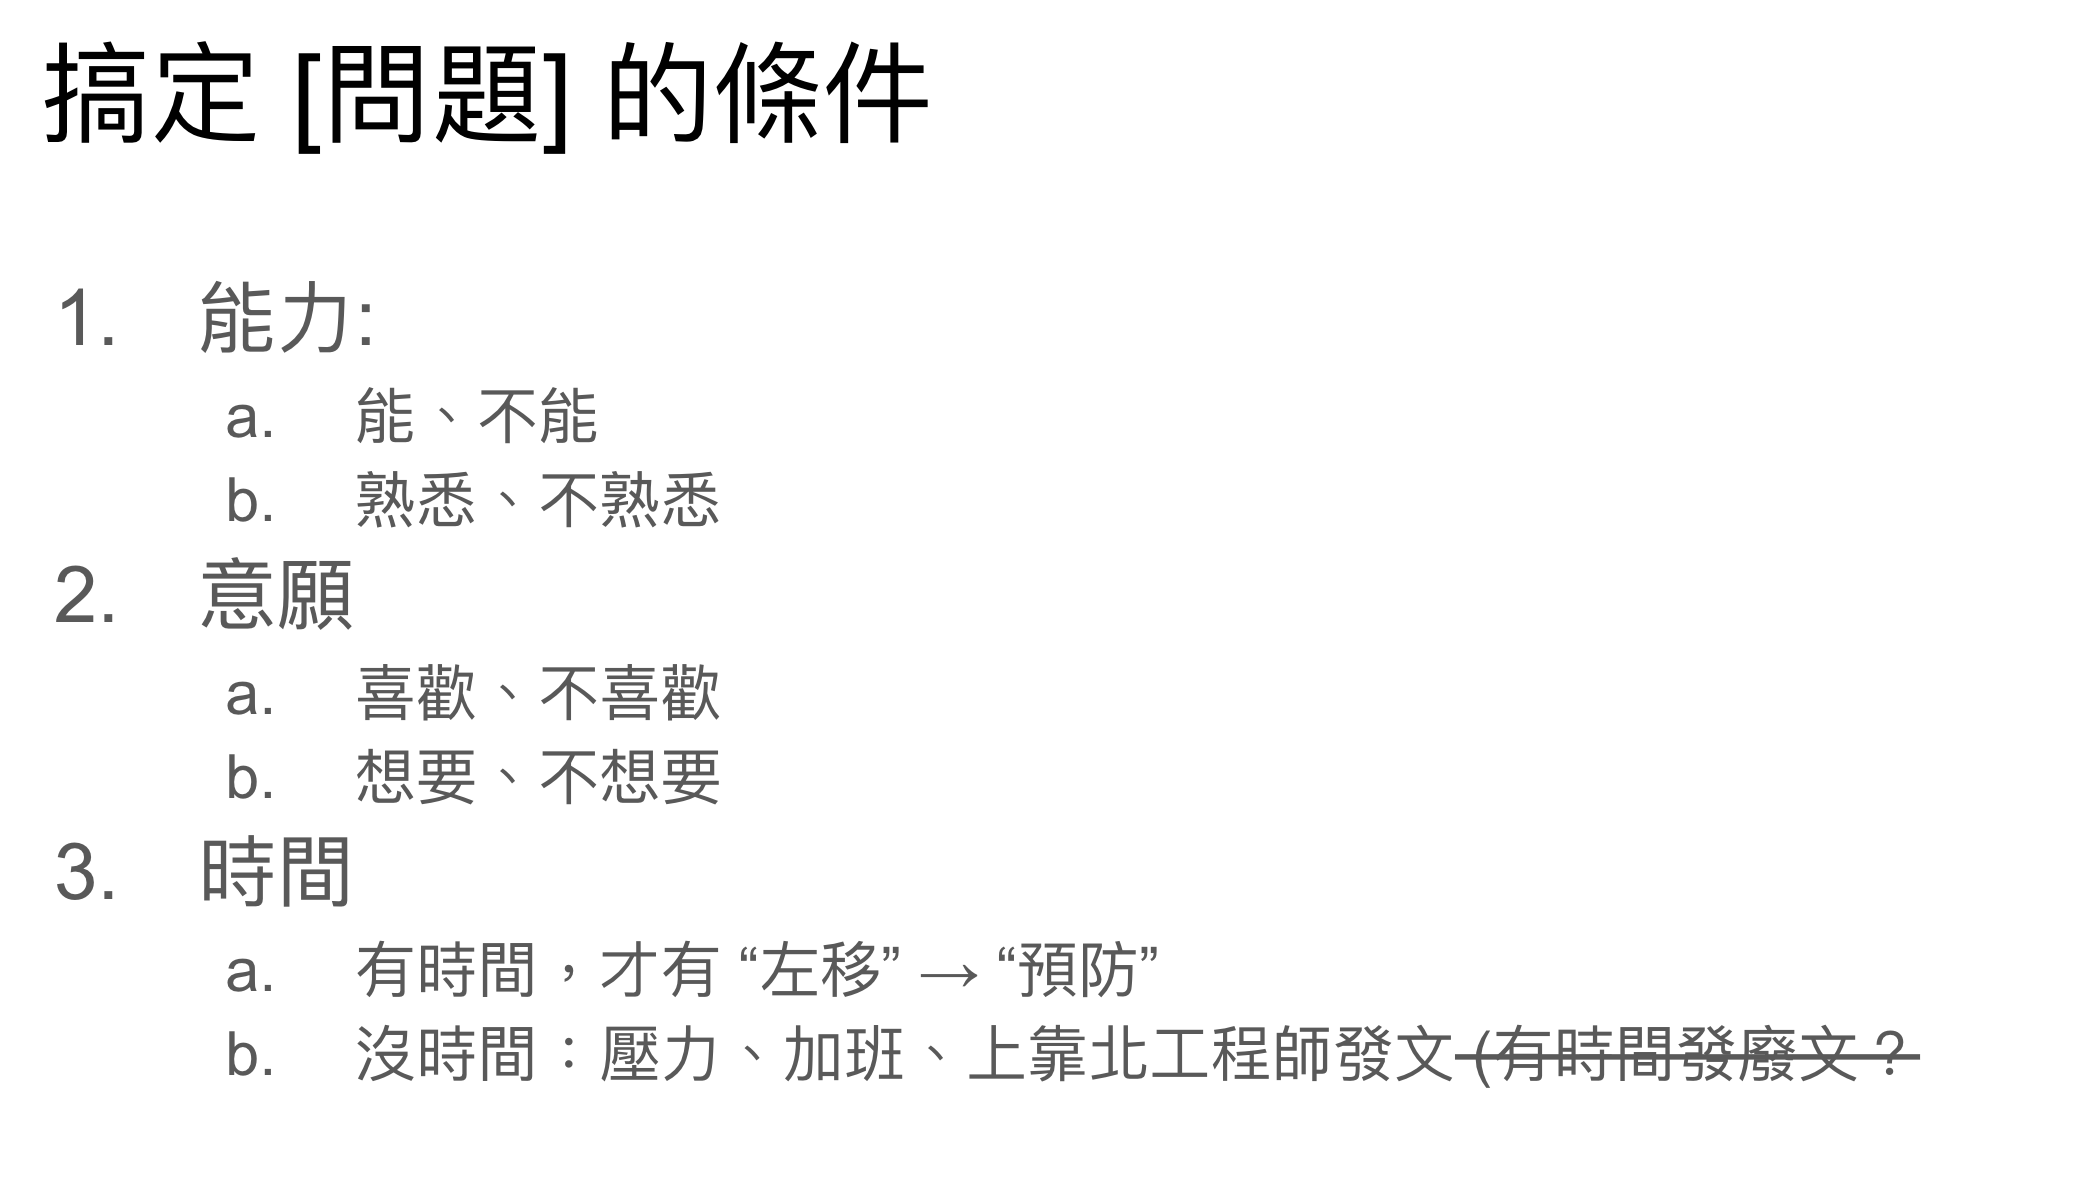 搞定 [問題] 的條件
1. 能力:
a. 能、不能
b. 熟悉、不熟悉
2. 意願
a. 喜歡、不喜歡
b. 想要、不想要
3. 時間
a. 有時間，才有 “左移” → “預防”
b. 沒時間：壓力、加班、上靠北工程師發文 (有時間發廢文？